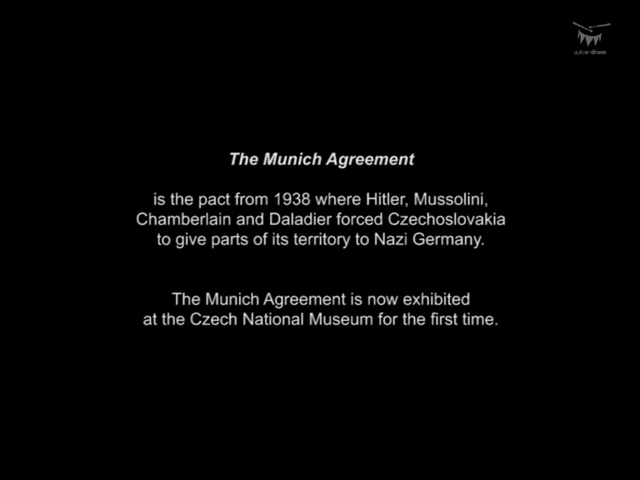 The Munich Agreement
is the pact from 1938 where Hitler, Mussolini,
Chamberlain and Daladier forced Czechoslovakia
to give parts of its territory to Nazi Germany.
The Munich Agreement is now exhibited
at the Czech National Museum for the first time.